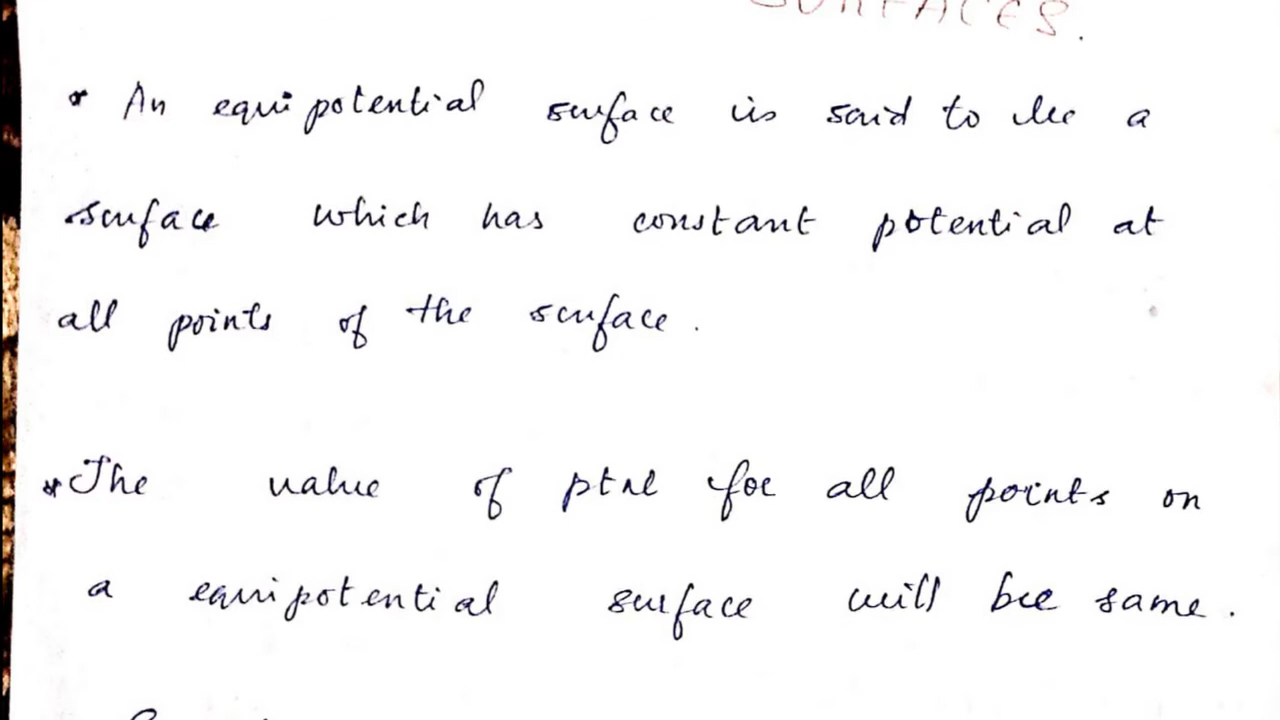 SURFACES.
* An equipotential surface is said to be a
surface which has constant potential at
all points of the surface.
* The value of ptnl for all points on
a equipotential surface will be same.